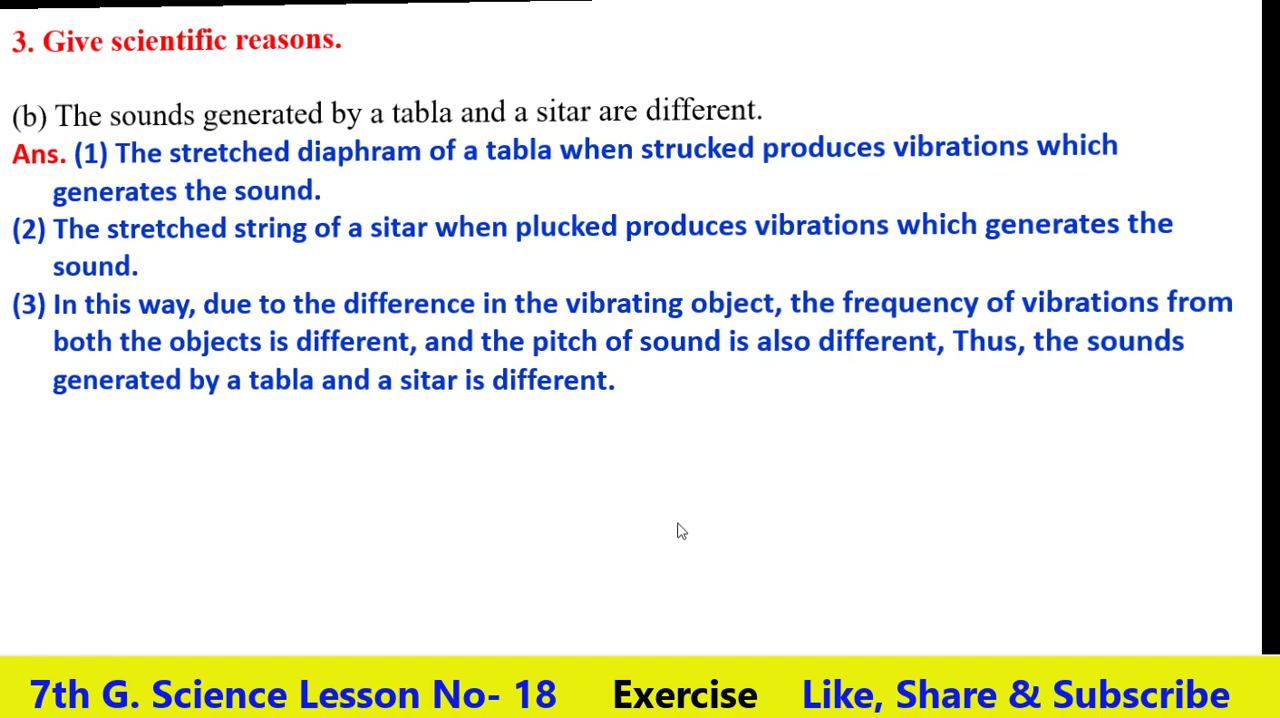 3. Give scientific reasons.
(b) The sounds generated by a tabla and a sitar are different.
Ans. (1) The stretched diaphram of a tabla when strucked produces vibrations which
generates the sound.
(2) The stretched string of a sitar when plucked produces vibrations which generates the
sound.
(3) In this way, due to the difference in the vibrating object, the frequency of vibrations from
both the objects is different, and the pitch of sound is also different, Thus, the sounds
generated by a tabla and a sitar is different.
7th G. Science Lesson No- 18 Exercise Like, Share & Subscribe